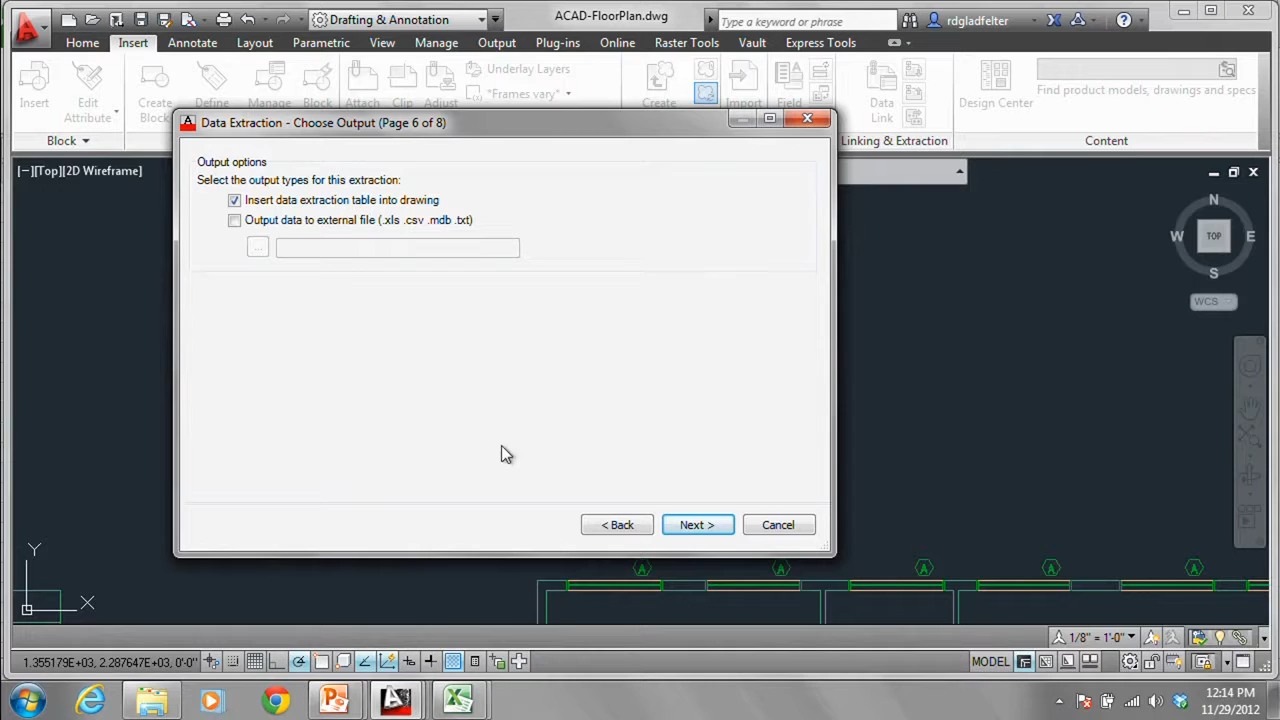 Drafting & Annotation
ACAD-FloorPlan.dwg
Type a keyword or phrase
rdgladfelter
Home Insert Annotate Layout Parametric View Manage Output Plug-ins Online Raster Tools Vault Express Tools
Underlay Layers
*Frames vary*
Insert Edit Attribute Create Block Define Manage Block Attach Clip Adjust Create Import Field Data Link Design Center
Find product models, drawings and specs
Block Linking & Extraction Content
Data Extraction - Choose Output (Page 6 of 8)
[−][Top][2D Wireframe]
Output options
Select the output types for this extraction:
Insert data extraction table into drawing
Output data to external file (.xls .csv .mdb .txt)
...
N
W TOP E
S
WCS
< Back Next > Cancel
Y
X
A A A A A
1/8" = 1'-0"
1.355179E+03, 2.287647E+03, 0'-0"
MODEL
12:14 PM
11/29/2012